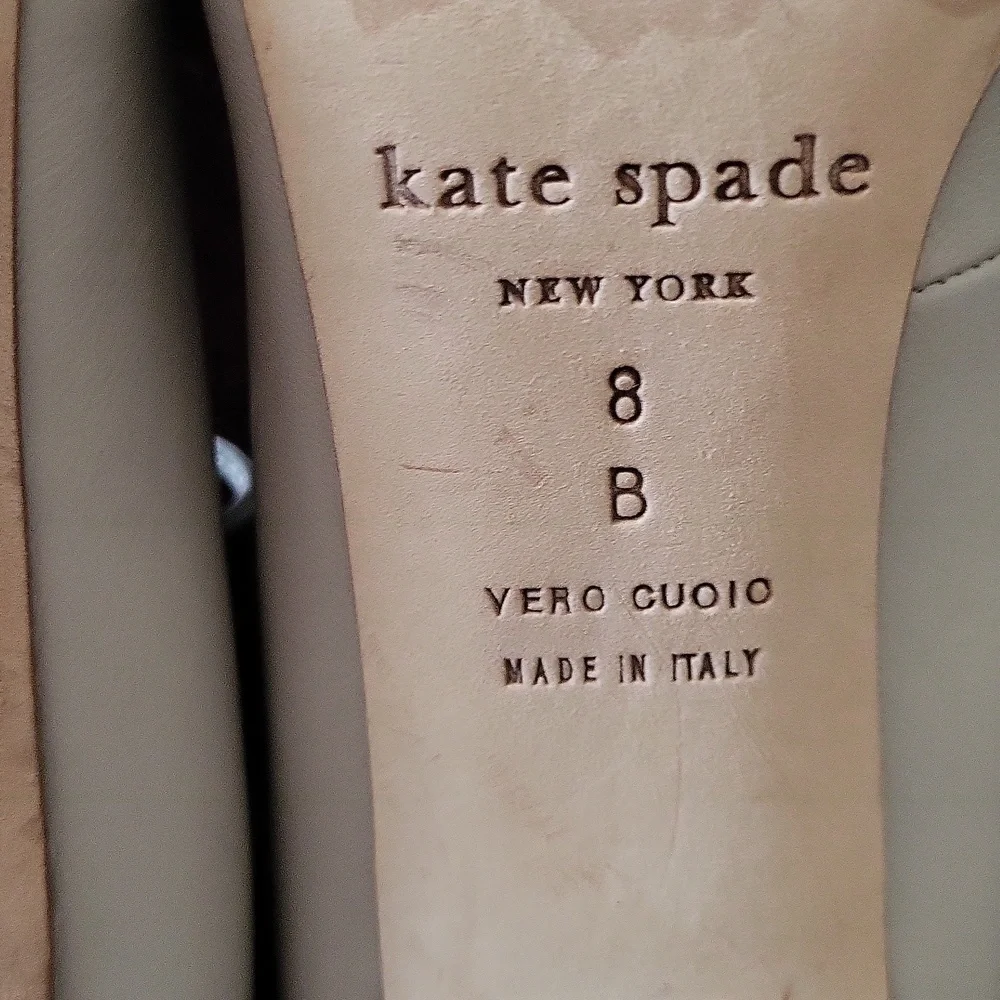 kate spade
NEW YORK
8
B
VERO CUOIO
MADE IN ITALY